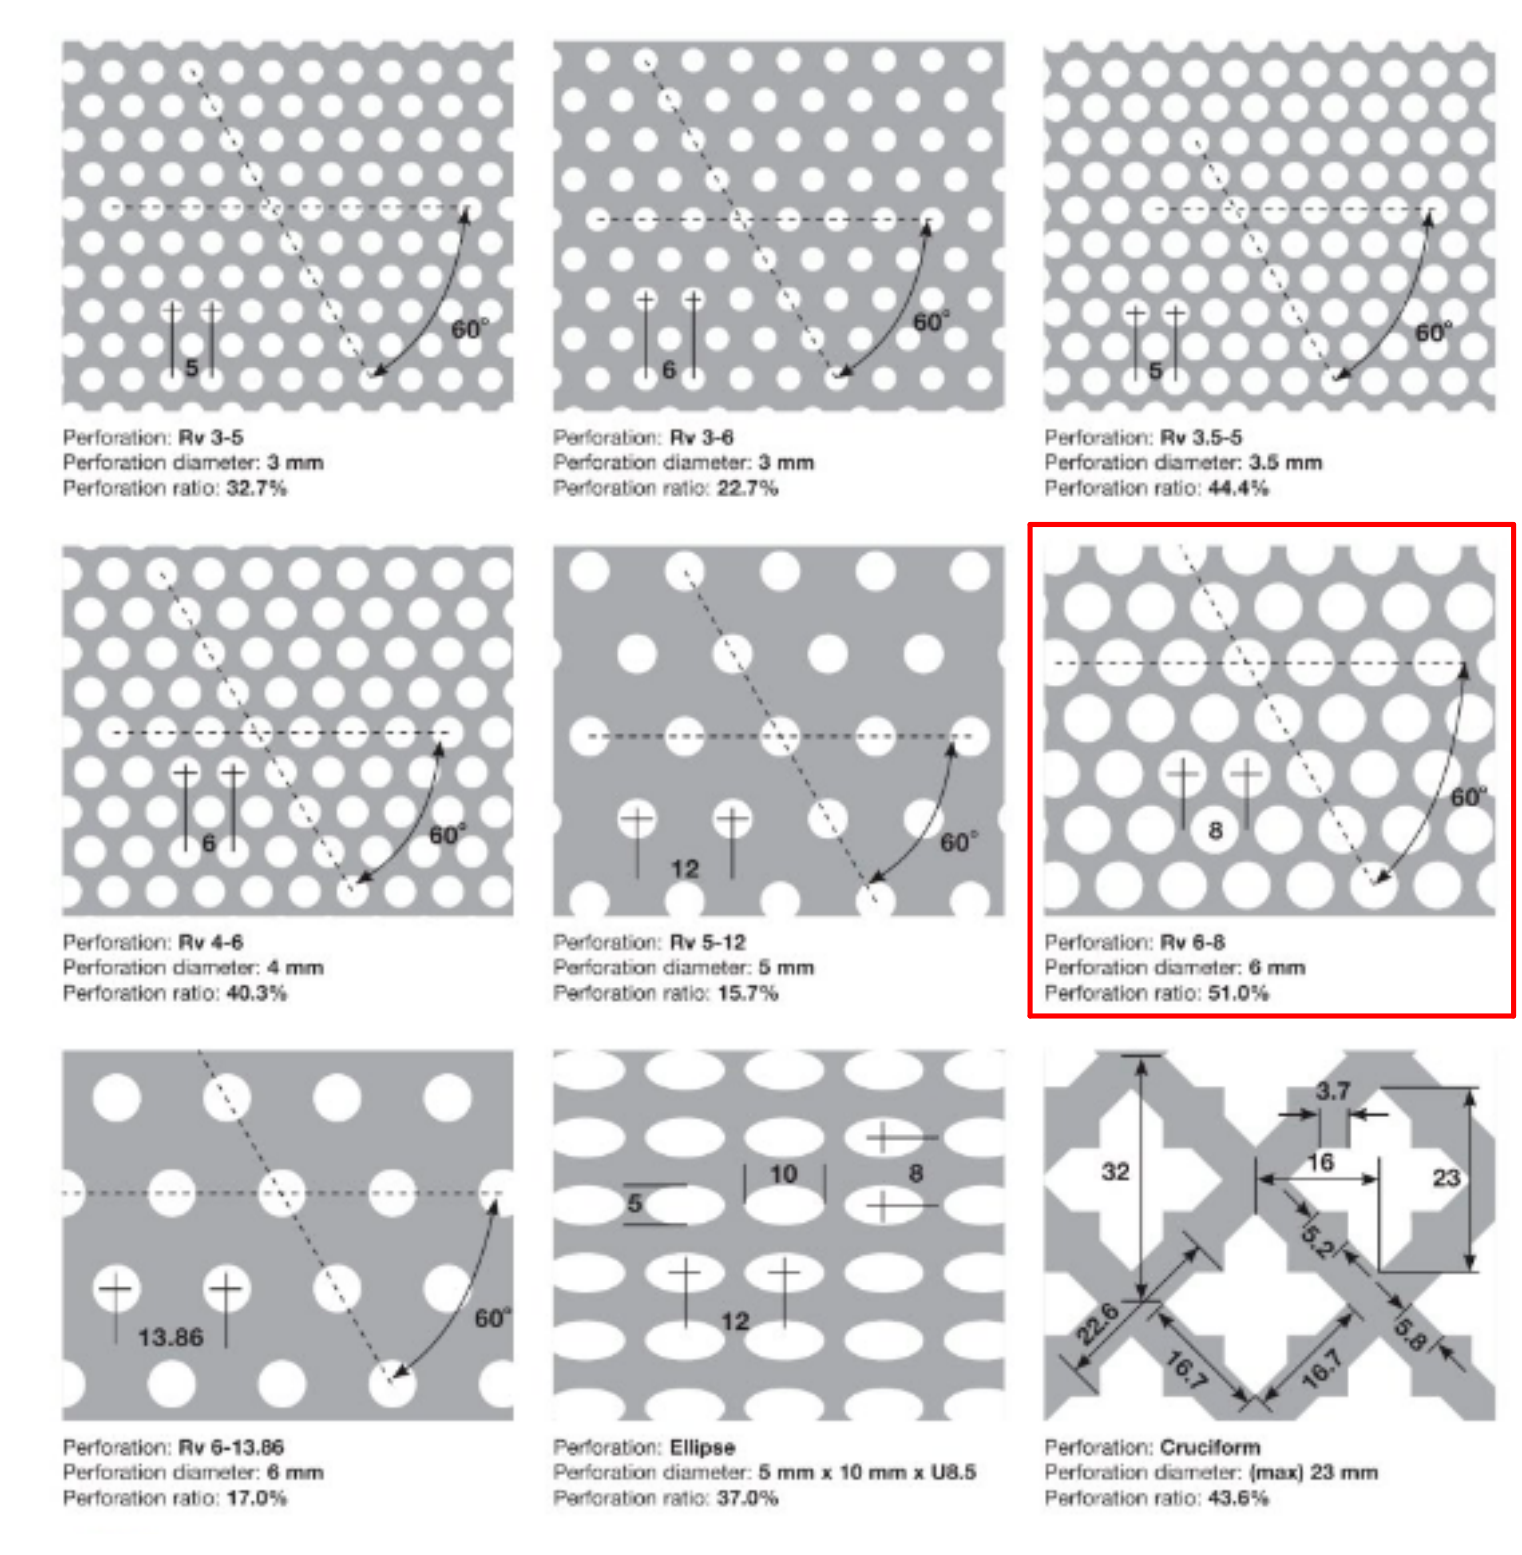 60°
5
Perforation: Rv 3-5
Perforation diameter: 3 mm
Perforation ratio: 32.7%
60°
6
Perforation: Rv 3-6
Perforation diameter: 3 mm
Perforation ratio: 22.7%
60°
5
Perforation: Rv 3.5-5
Perforation diameter: 3.5 mm
Perforation ratio: 44.4%
60°
6
Perforation: Rv 4-6
Perforation diameter: 4 mm
Perforation ratio: 40.3%
60°
12
Perforation: Rv 5-12
Perforation diameter: 5 mm
Perforation ratio: 15.7%
60°
8
Perforation: Rv 6-8
Perforation diameter: 6 mm
Perforation ratio: 51.0%
60°
13.86
Perforation: Rv 6-13.86
Perforation diameter: 6 mm
Perforation ratio: 17.0%
10
8
5
12
Perforation: Ellipse
Perforation diameter: 5 mm x 10 mm x U8.5
Perforation ratio: 37.0%
3.7
32
16
23
5.2
22.6
5.8
16.7
16.7
Perforation: Cruciform
Perforation diameter: (max) 23 mm
Perforation ratio: 43.6%